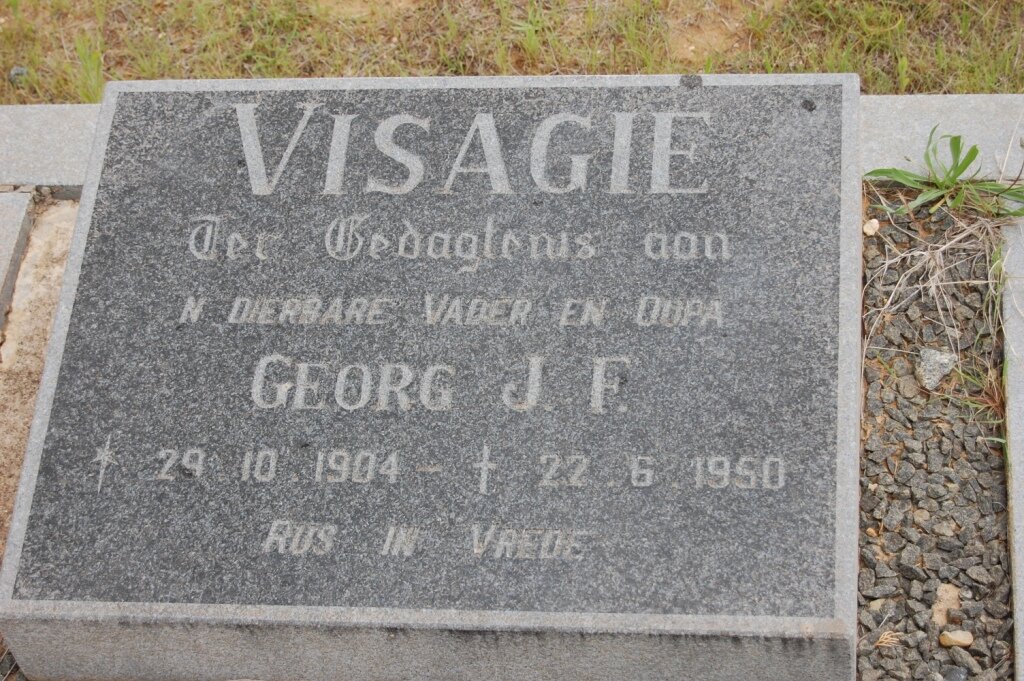 VISAGIE
Ter Gedagtenis aan
'N DIERBARE VADER EN OUPA
GEORG J. F.
* 29.10.1904 - † 22.6.1950
RUS IN VREDE